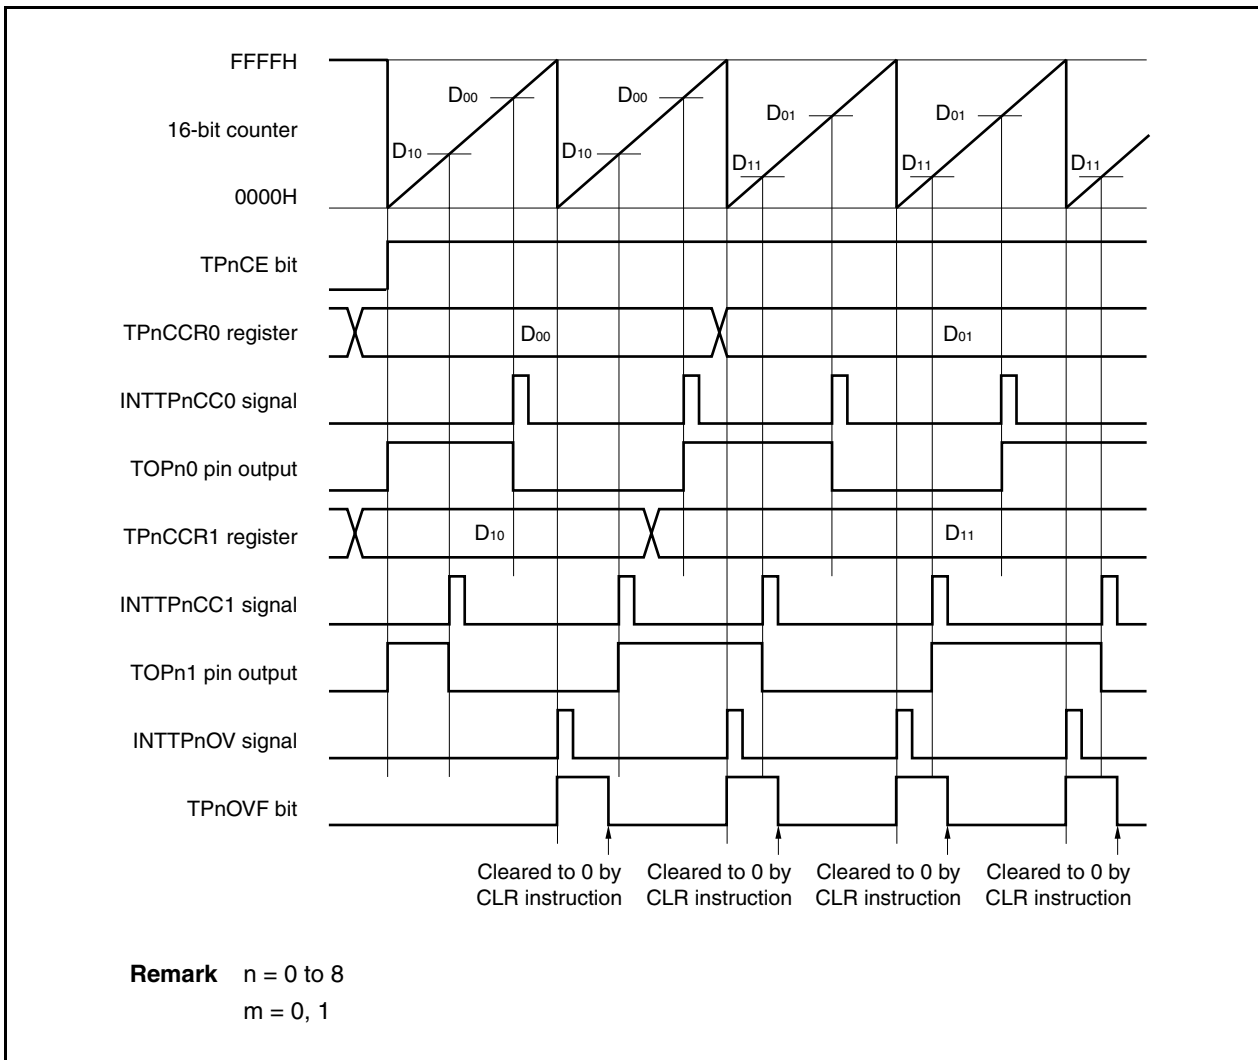 FFFFH
D00 D00 D01 D01
16-bit counter
D10 D10 D11 D11 D11
0000H
TPnCE bit
TPnCCR0 register D00 D01
INTTPnCC0 signal
TOPn0 pin output
TPnCCR1 register D10 D11
INTTPnCC1 signal
TOPn1 pin output
INTTPnOV signal
TPnOVF bit
Cleared to 0 by CLR instruction
Cleared to 0 by CLR instruction
Cleared to 0 by CLR instruction
Cleared to 0 by CLR instruction
Remark n = 0 to 8
m = 0, 1